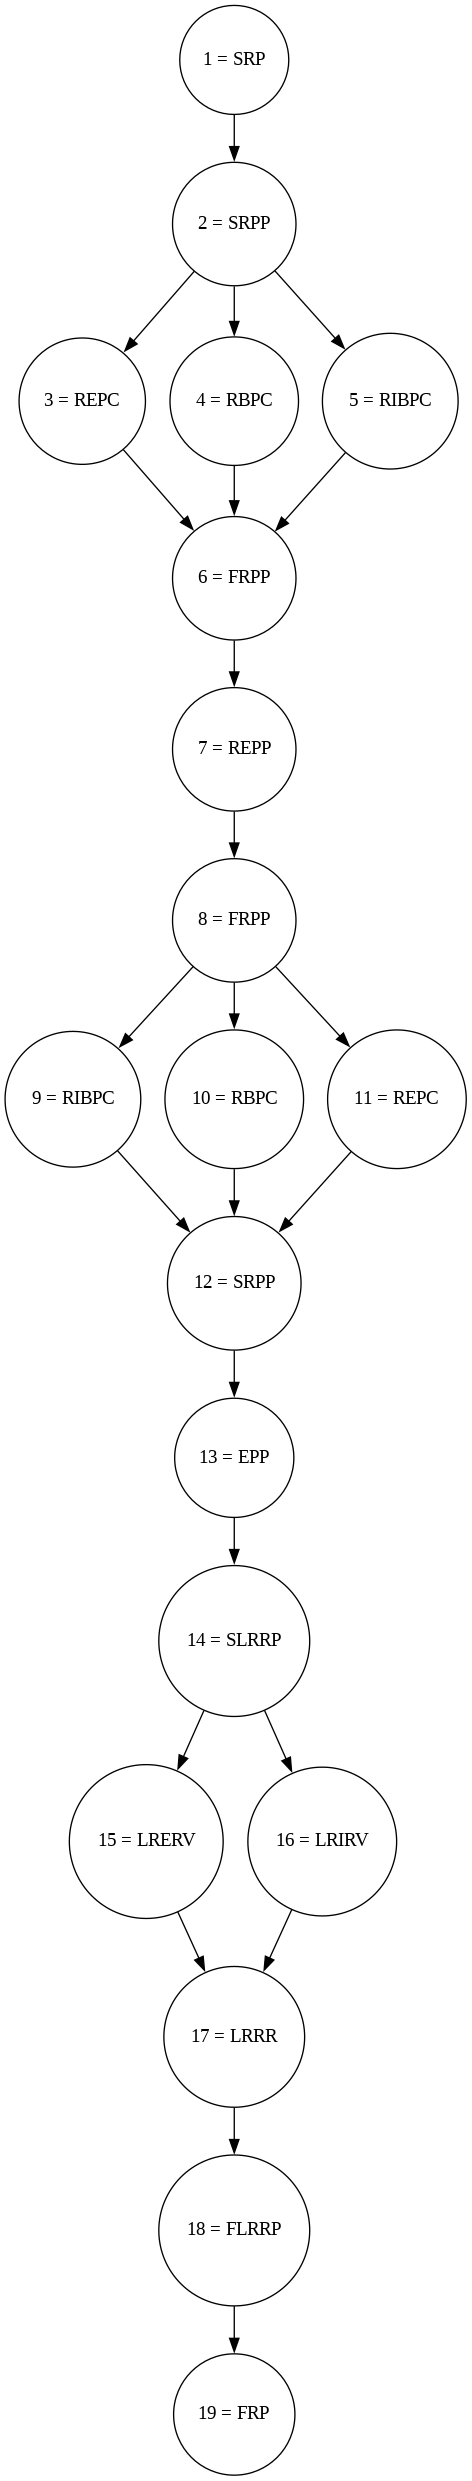 1 = SRP
2 = SRPP
3 = REPC
4 = RBPC
5 = RIBPC
6 = FRPP
7 = REPP
8 = FRPP
9 = RIBPC
10 = RBPC
11 = REPC
12 = SRPP
13 = EPP
14 = SLRRP
15 = LRERV
16 = LRIRV
17 = LRRR
18 = FLRRP
19 = FRP